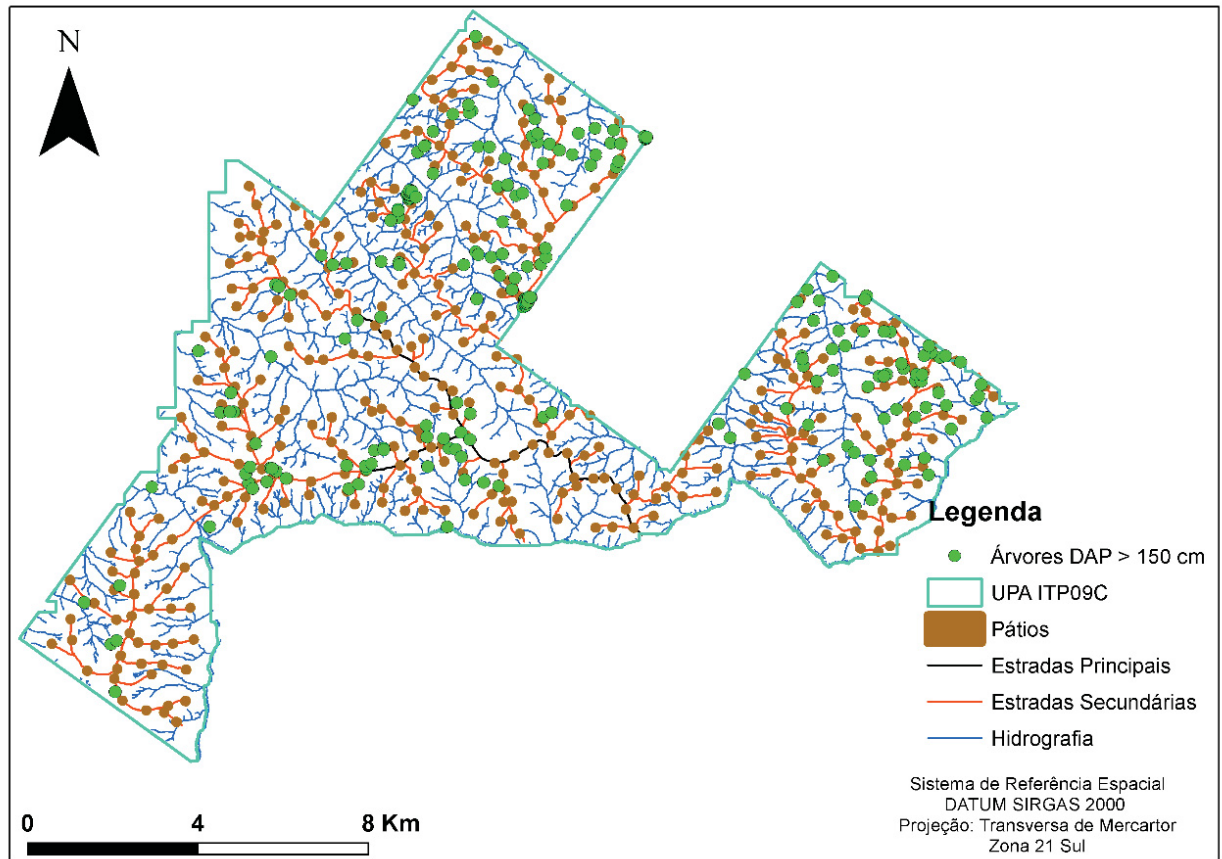 N
Legenda
Árvores DAP > 150 cm
UPA ITP09C
Pátios
Estradas Principais
Estradas Secundárias
Hidrografia
Sistema de Referência Espacial
DATUM SIRGAS 2000
Projeção: Transversa de Mercartor
Zona 21 Sul
0 4 8 Km